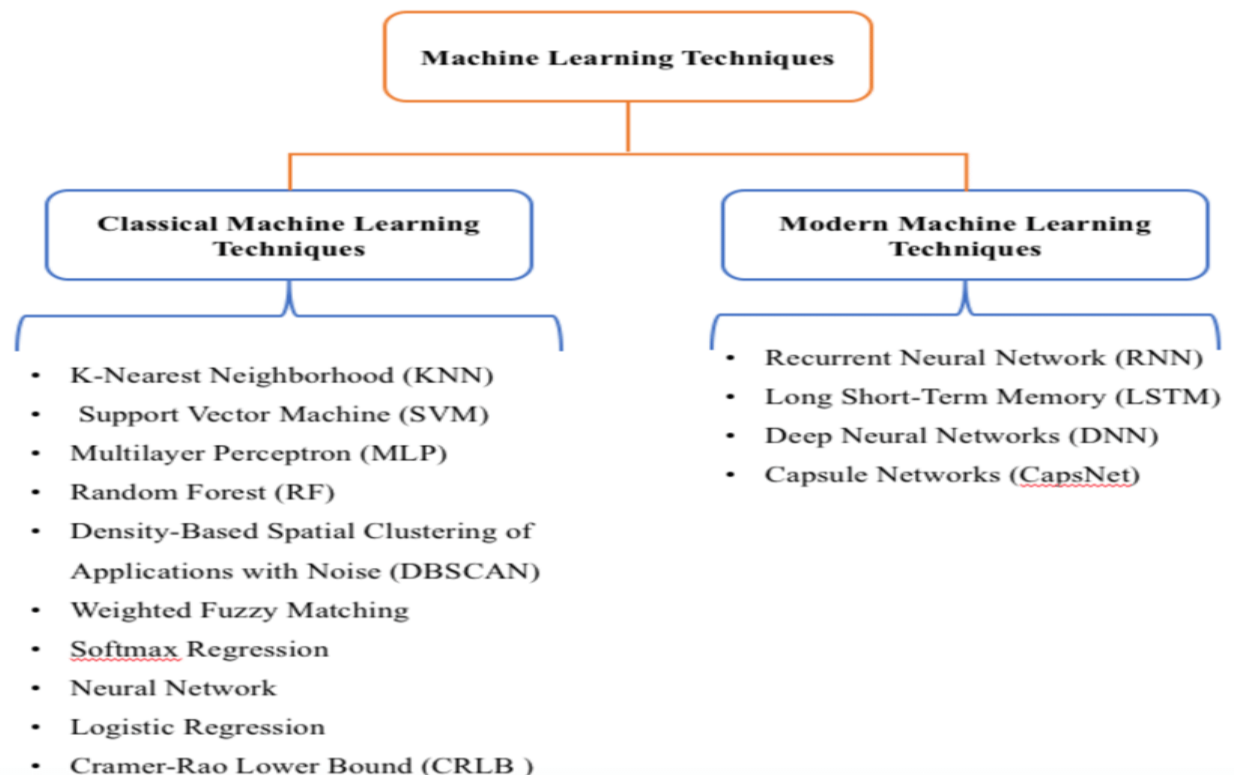 Machine Learning Techniques
Classical Machine Learning
Techniques
• K-Nearest Neighborhood (KNN)
• Support Vector Machine (SVM)
• Multilayer Perceptron (MLP)
• Random Forest (RF)
• Density-Based Spatial Clustering of
Applications with Noise (DBSCAN)
• Weighted Fuzzy Matching
• Softmax Regression
• Neural Network
• Logistic Regression
• Cramer-Rao Lower Bound (CRLB )
Modern Machine Learning
Techniques
• Recurrent Neural Network (RNN)
• Long Short-Term Memory (LSTM)
• Deep Neural Networks (DNN)
• Capsule Networks (CapsNet)